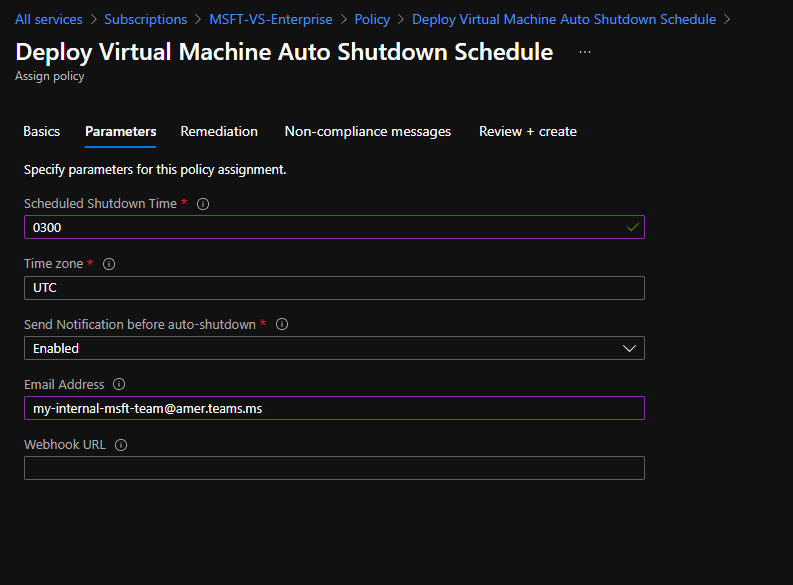 All services > Subscriptions > MSFT-VS-Enterprise > Policy > Deploy Virtual Machine Auto Shutdown Schedule >
Deploy Virtual Machine Auto Shutdown Schedule ...
Assign policy
Basics Parameters Remediation Non-compliance messages Review + create
Specify parameters for this policy assignment.
Scheduled Shutdown Time *
0300
Time zone *
UTC
Send Notification before auto-shutdown *
Enabled
Email Address
my-internal-msft-team@amer.teams.ms
Webhook URL